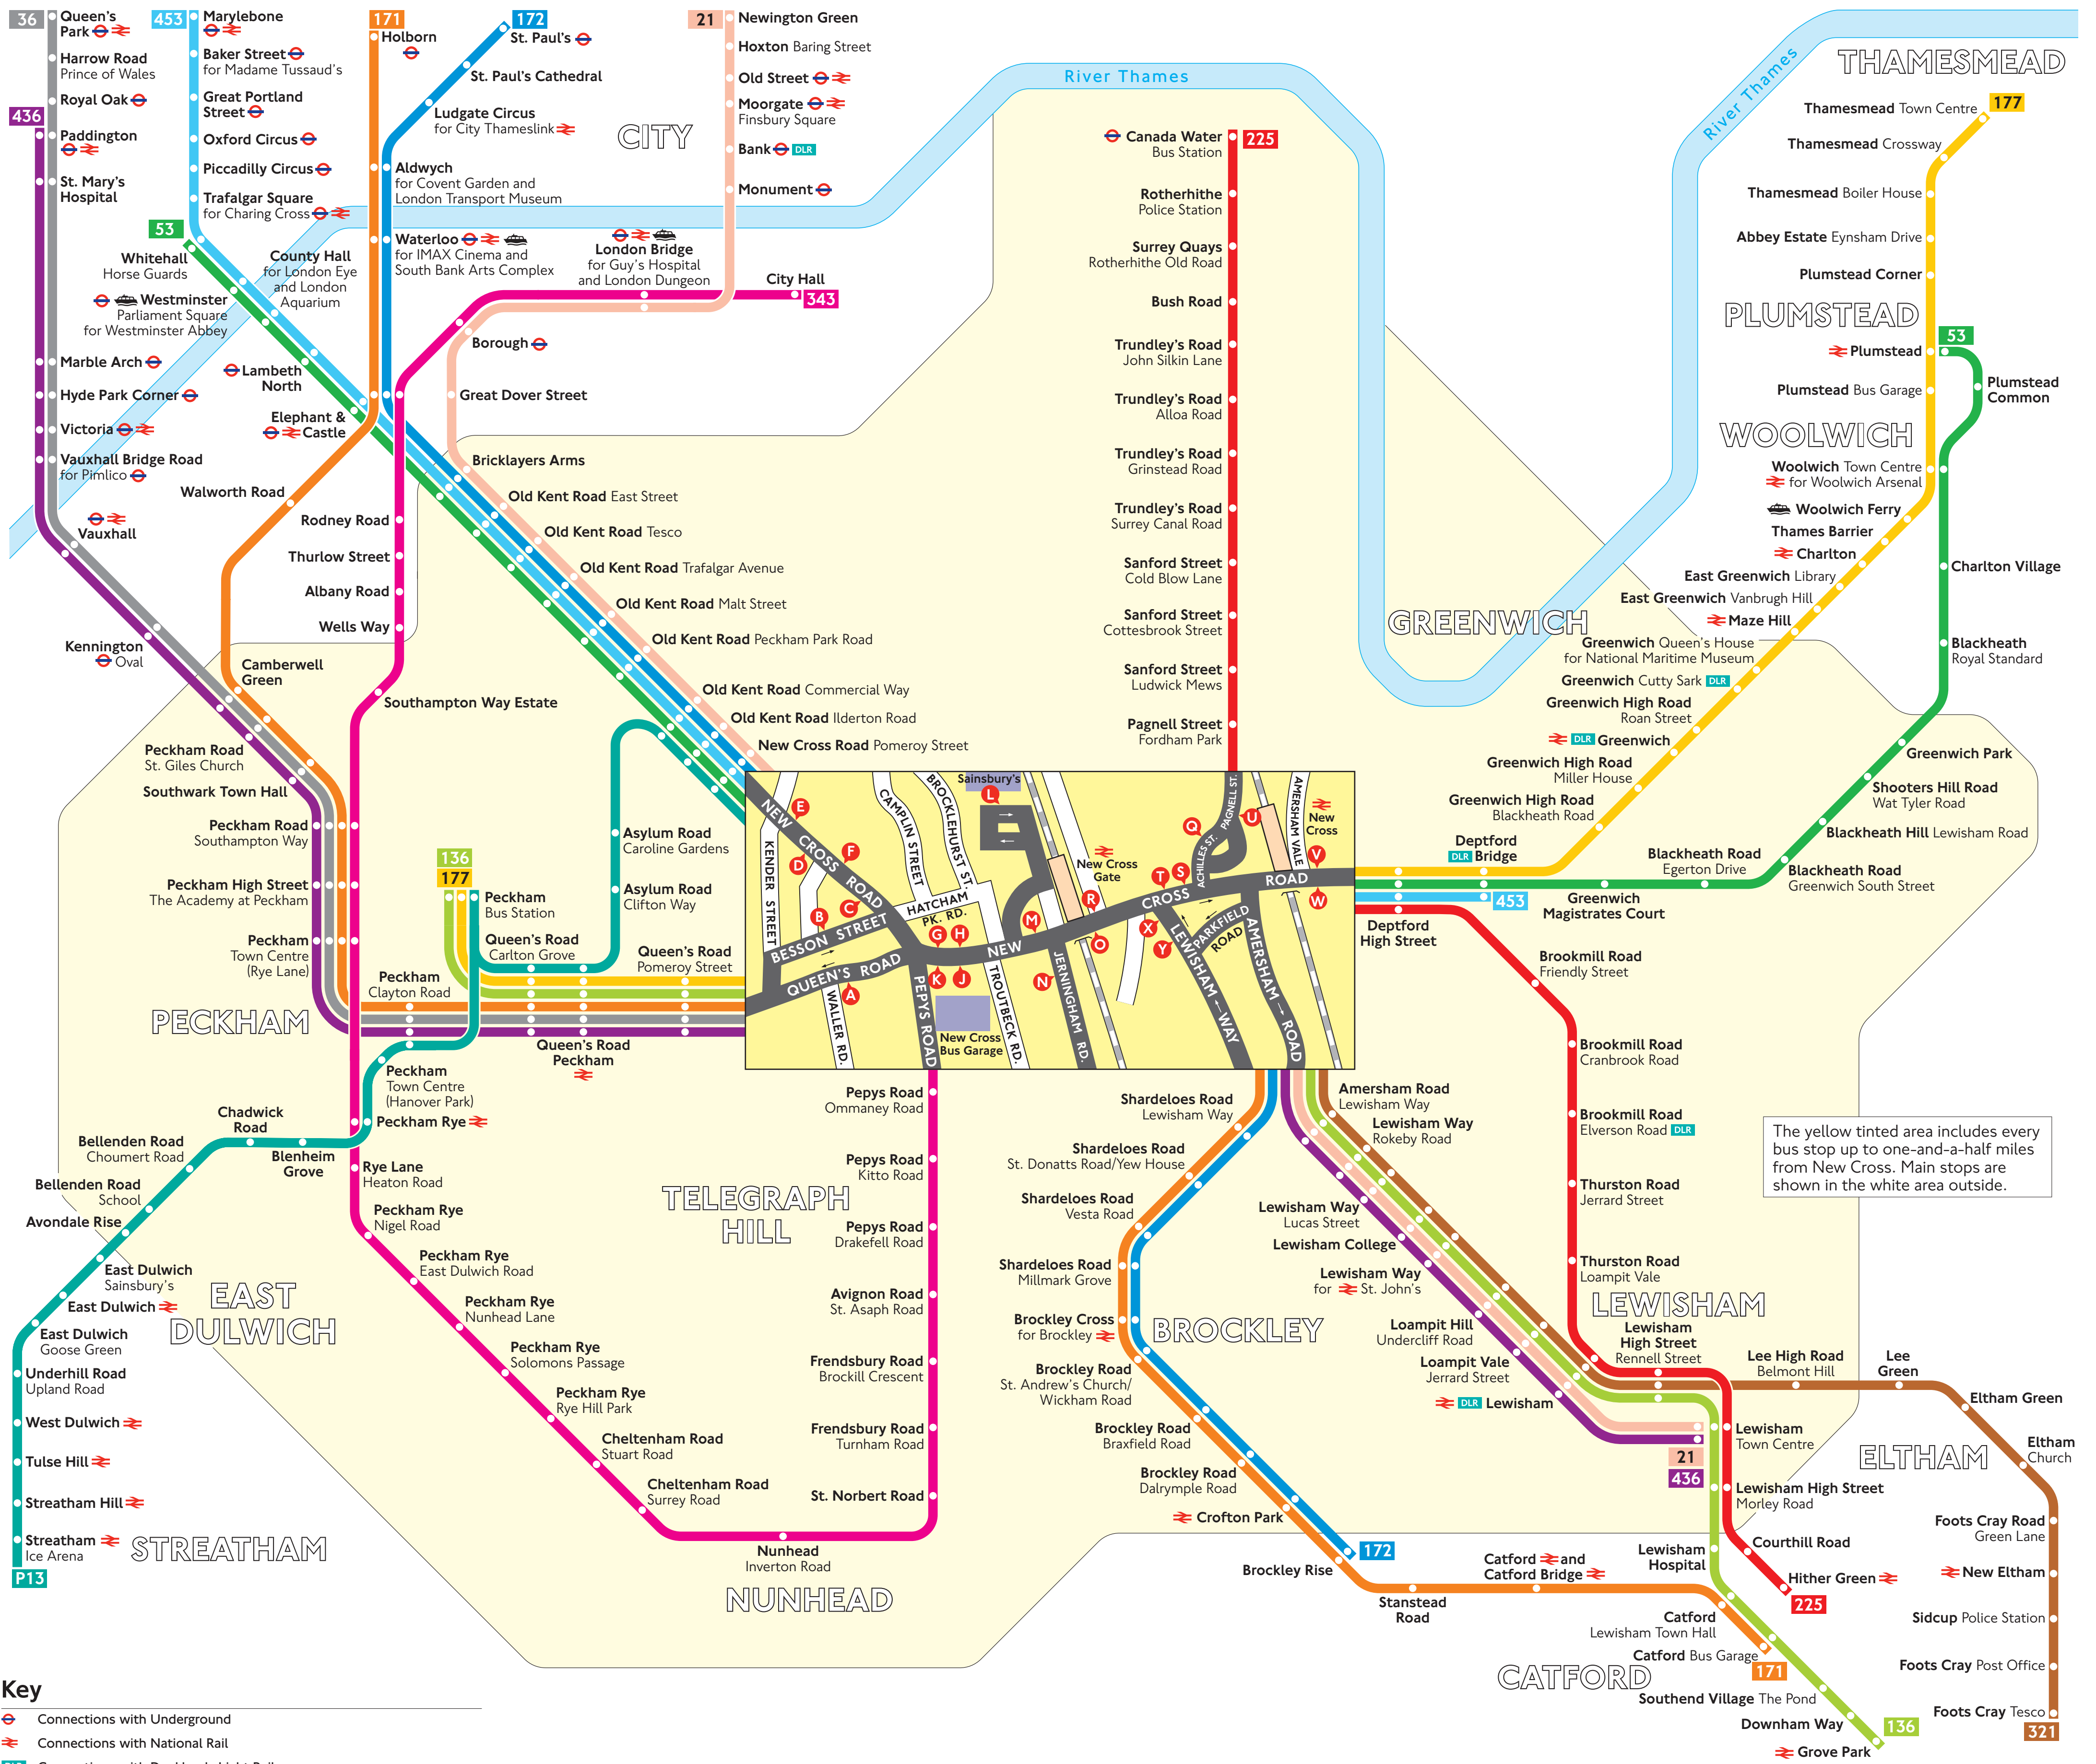 36
Queen's
Park
Harrow Road
Prince of Wales
Royal Oak
436
Paddington
St. Mary's
Hospital
Marble Arch
Hyde Park Corner
Victoria
Vauxhall Bridge Road
for Pimlico
Vauxhall
Kennington
Oval
453
Marylebone
Baker Street
for Madame Tussaud's
Great Portland
Street
Oxford Circus
Piccadilly Circus
Trafalgar Square
for Charing Cross
53
Whitehall
Horse Guards
Westminster
Parliament Square
for Westminster Abbey
County Hall
for London Eye
and London
Aquarium
Lambeth
North
Elephant &
Castle
171
Holborn
172
St. Paul's
St. Paul's Cathedral
Ludgate Circus
for City Thameslink
Aldwych
for Covent Garden and
London Transport Museum
Waterloo
for IMAX Cinema and
South Bank Arts Complex
CITY
21
Newington Green
Hoxton Baring Street
Old Street
Moorgate
Finsbury Square
Bank DLR
Monument
London Bridge
for Guy's Hospital
and London Dungeon
City Hall
343
Borough
Great Dover Street
Bricklayers Arms
Old Kent Road East Street
Old Kent Road Tesco
Old Kent Road Trafalgar Avenue
Old Kent Road Malt Street
Old Kent Road Peckham Park Road
Old Kent Road Commercial Way
Old Kent Road Ilderton Road
New Cross Road Pomeroy Street
Walworth Road
Rodney Road
Thurlow Street
Albany Road
Wells Way
Camberwell
Green
Southampton Way Estate
Peckham Road
St. Giles Church
Southwark Town Hall
Peckham Road
Southampton Way
Peckham High Street
The Academy at Peckham
Peckham
Town Centre
(Rye Lane)
PECKHAM
136
177
Peckham
Bus Station
Queen's Road
Carlton Grove
Peckham
Clayton Road
Asylum Road
Caroline Gardens
Asylum Road
Clifton Way
Queen's Road
Pomeroy Street
Queen's Road
Peckham
Peckham
Town Centre
(Hanover Park)
Peckham Rye
Chadwick
Road
Blenheim
Grove
Bellenden Road
Choumert Road
Bellenden Road
School
Avondale Rise
East Dulwich
Sainsbury's
East Dulwich
East Dulwich
Goose Green
EAST
DULWICH
Underhill Road
Upland Road
West Dulwich
Tulse Hill
Streatham Hill
Streatham
Ice Arena
STREATHAM
P13
Rye Lane
Heaton Road
Peckham Rye
Nigel Road
Peckham Rye
East Dulwich Road
Peckham Rye
Nunhead Lane
Peckham Rye
Solomons Passage
Peckham Rye
Rye Hill Park
Cheltenham Road
Stuart Road
Cheltenham Road
Surrey Road
Nunhead
Inverton Road
NUNHEAD
Pepys Road
Ommaney Road
Pepys Road
Kitto Road
TELEGRAPH
HILL
Pepys Road
Drakefell Road
Avignon Road
St. Asaph Road
Frendsbury Road
Brockill Crescent
Frendsbury Road
Turnham Road
St. Norbert Road
River Thames
Canada Water
Bus Station
225
Rotherhithe
Police Station
Surrey Quays
Rotherhithe Old Road
Bush Road
Trundley's Road
John Silkin Lane
Trundley's Road
Alloa Road
Trundley's Road
Grinstead Road
Trundley's Road
Surrey Canal Road
Sanford Street
Cold Blow Lane
Sanford Street
Cottesbrook Street
Sanford Street
Ludwick Mews
Pagnell Street
Fordham Park
NEW CROSS ROAD
KENDER STREET
CAMPLIN STREET
BROCKLEHURST ST.
Sainsbury's
HATCHAM
PK. RD.
BESSON STREET
QUEEN'S ROAD
WALLER RD.
PEPYS ROAD
New Cross
Bus Garage
TROUTBECK RD.
JERNINGHAM RD.
New Cross
Gate
NEW
CROSS
ROAD
ACHILLES ST.
PAGNELL ST.
AMERSHAM VALE
New
Cross
LEWISHAM WAY
PARKFIELD
ROAD
AMERSHAM ROAD
A
B
C
D
E
F
G
H
J
K
L
M
N
O
Q
R
S
T
U
V
W
X
Y
River Thames
THAMESMEAD
Thamesmead Town Centre
177
Thamesmead Crossway
Thamesmead Boiler House
Abbey Estate Eynsham Drive
Plumstead Corner
PLUMSTEAD
53
Plumstead
Plumstead Bus Garage
Plumstead
Common
WOOLWICH
Woolwich Town Centre
for Woolwich Arsenal
Woolwich Ferry
Thames Barrier
Charlton
East Greenwich Library
East Greenwich Vanbrugh Hill
Maze Hill
GREENWICH
Greenwich Queen's House
for National Maritime Museum
Greenwich Cutty Sark DLR
Greenwich High Road
Roan Street
DLR Greenwich
Greenwich High Road
Miller House
Greenwich High Road
Blackheath Road
Deptford
DLR Bridge
Charlton Village
Blackheath
Royal Standard
Greenwich Park
Shooters Hill Road
Wat Tyler Road
Blackheath Hill Lewisham Road
Blackheath Road
Egerton Drive
Blackheath Road
Greenwich South Street
Greenwich
Magistrates Court
453
Deptford
High Street
Brookmill Road
Friendly Street
Brookmill Road
Cranbrook Road
Brookmill Road
Elverson Road DLR
Thurston Road
Jerrard Street
Thurston Road
Loampit Vale
LEWISHAM
Lewisham
High Street
Rennell Street
The yellow tinted area includes every
bus stop up to one-and-a-half miles
from New Cross. Main stops are
shown in the white area outside.
Shardeloes Road
Lewisham Way
Shardeloes Road
St. Donatts Road/Yew House
Shardeloes Road
Vesta Road
Shardeloes Road
Millmark Grove
Brockley Cross
for Brockley
BROCKLEY
Brockley Road
St. Andrew's Church/
Wickham Road
Brockley Road
Braxfield Road
Brockley Road
Dalrymple Road
Crofton Park
172
Brockley Rise
Stanstead
Road
Catford and
Catford Bridge
Amersham Road
Lewisham Way
Lewisham Way
Rokeby Road
Lewisham Way
Lucas Street
Lewisham College
Lewisham Way
for St. John's
Loampit Hill
Undercliff Road
Loampit Vale
Jerrard Street
DLR Lewisham
Lee High Road
Belmont Hill
Lee
Green
Eltham Green
Eltham
Church
ELTHAM
Lewisham
Town Centre
21
436
Lewisham High Street
Morley Road
Lewisham
Hospital
Courthill Road
Hither Green
225
Catford
Lewisham Town Hall
Catford Bus Garage
171
CATFORD
Southend Village The Pond
Downham Way
136
Grove Park
Foots Cray Road
Green Lane
New Eltham
Sidcup Police Station
Foots Cray Post Office
Foots Cray Tesco
321
Key
Connections with Underground
Connections with National Rail